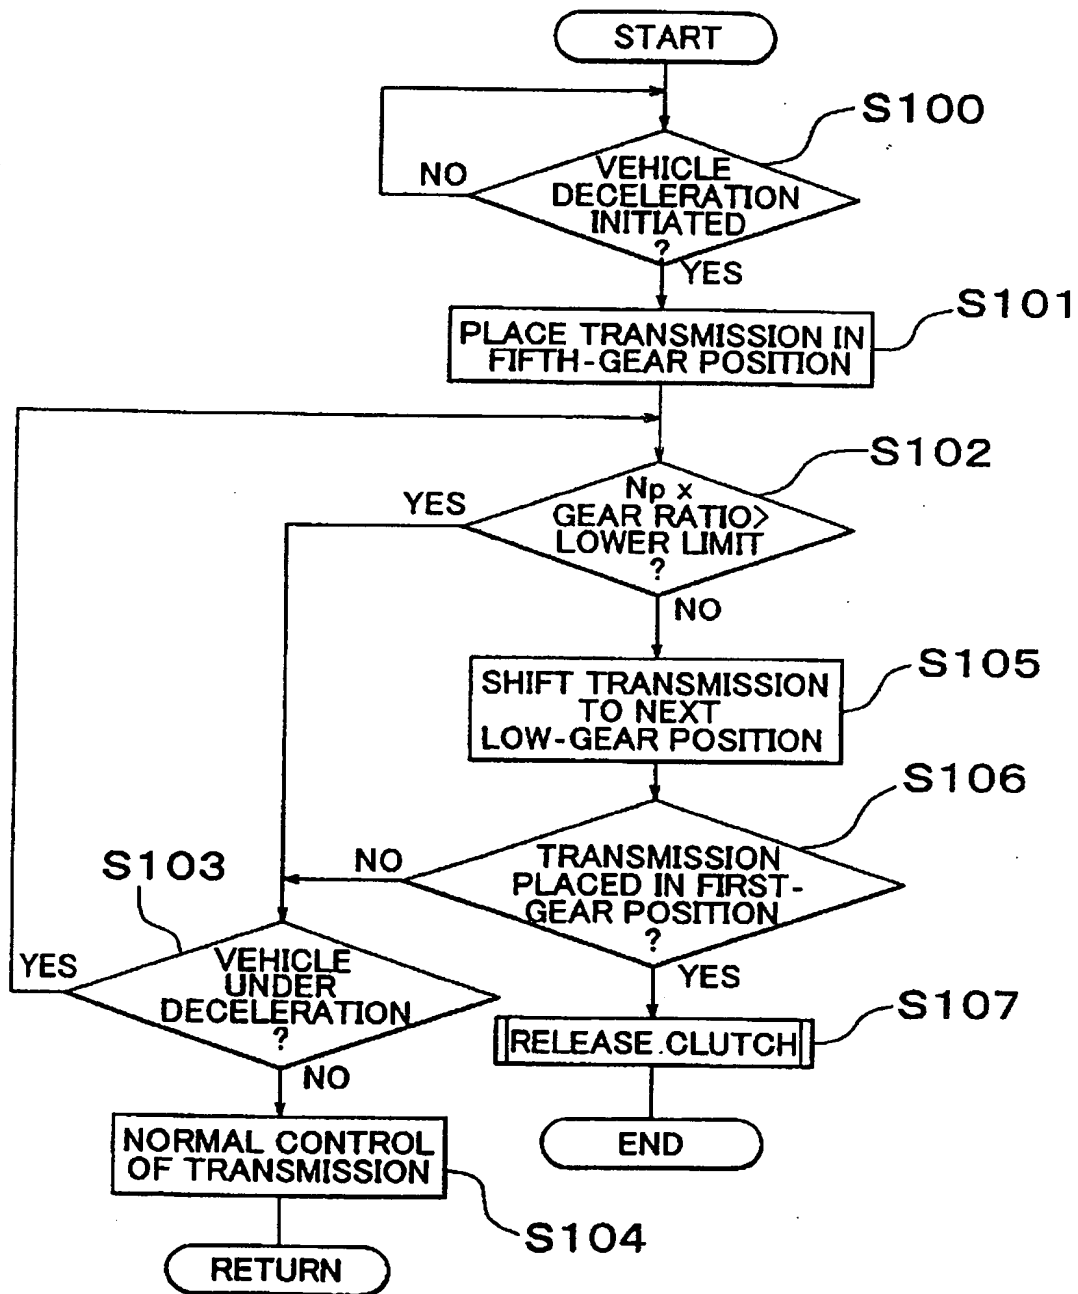 START
S100
NO
VEHICLE
DECELERATION
INITIATED
?
YES
S101
PLACE TRANSMISSION IN
FIFTH-GEAR POSITION
S102
YES
Np x
GEAR RATIO>
LOWER LIMIT
?
NO
S105
SHIFT TRANSMISSION
TO NEXT
LOW-GEAR POSITION
S106
NO
TRANSMISSION
PLACED IN FIRST-
GEAR POSITION
?
YES
S103
YES
VEHICLE
UNDER
DECELERATION
?
NO
S107
RELEASE.CLUTCH
END
NORMAL CONTROL
OF TRANSMISSION
S104
RETURN